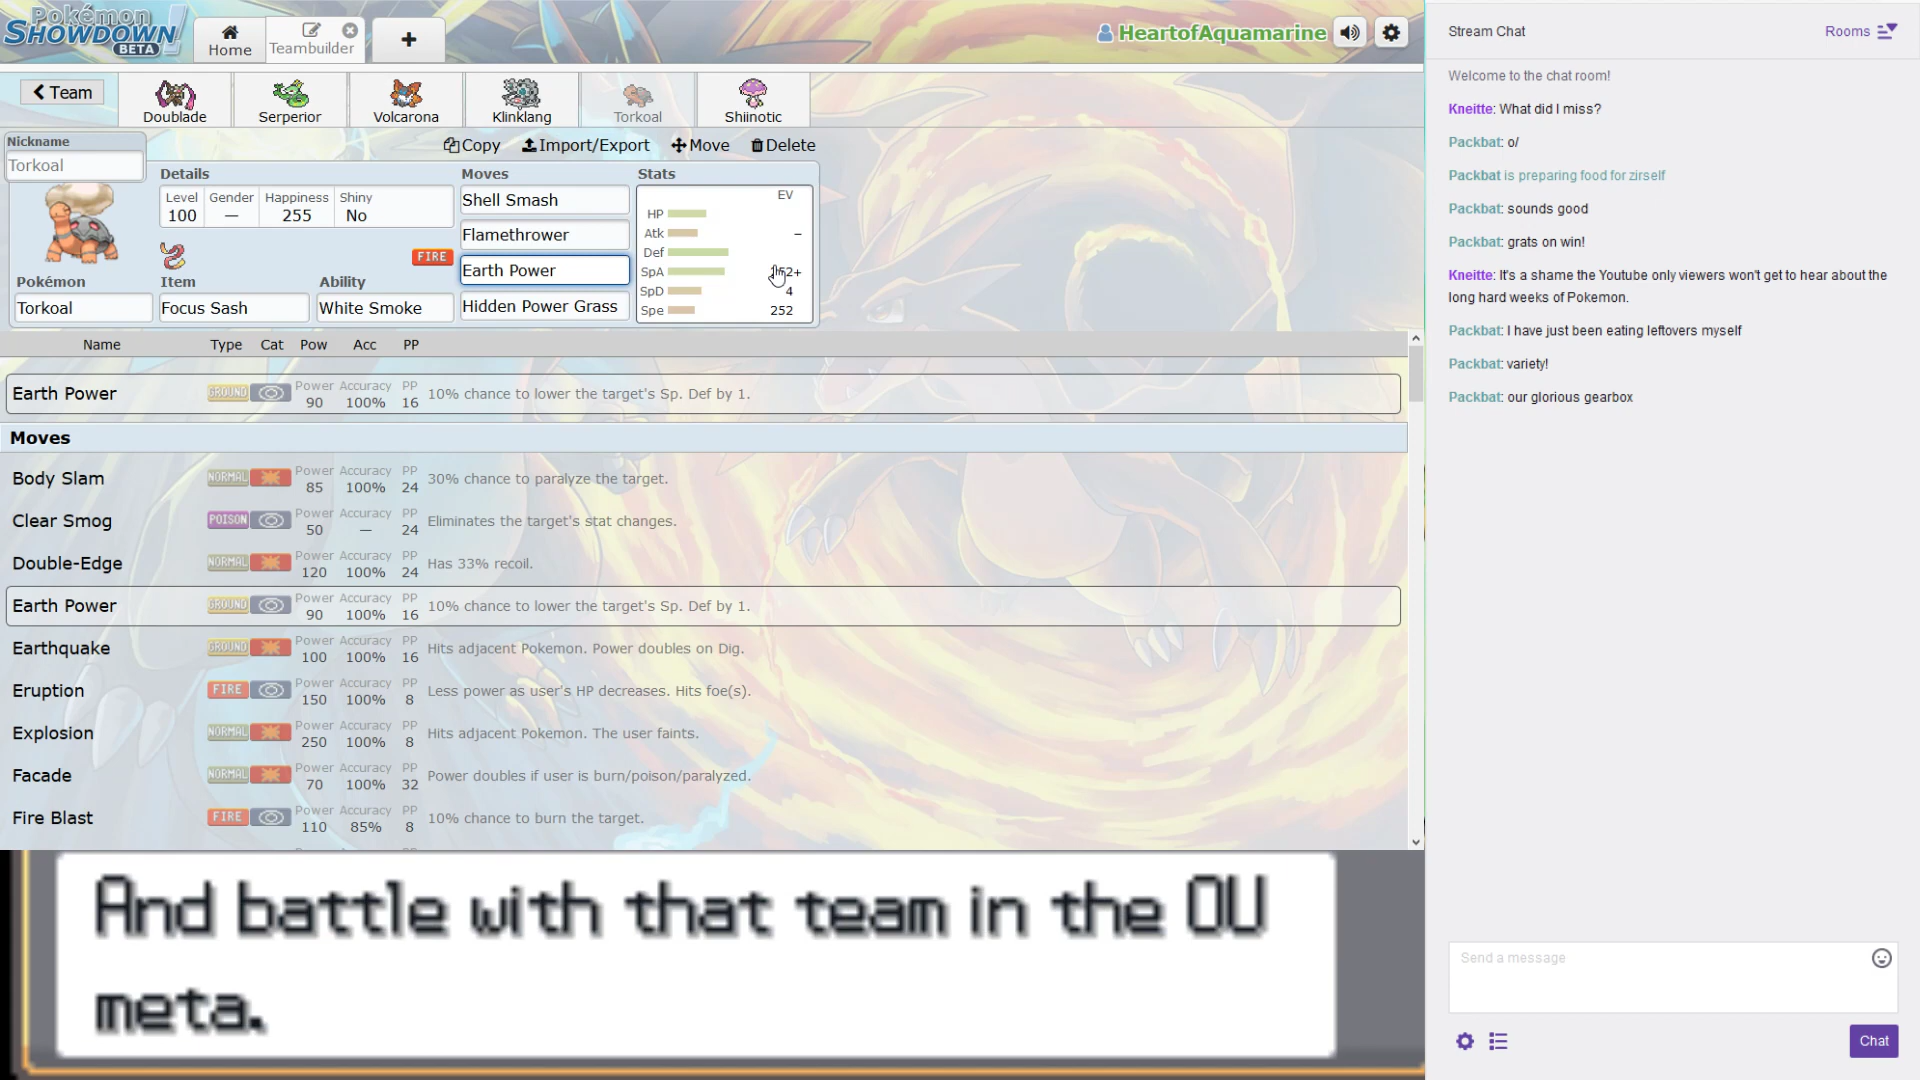 Pokémon
SHOWDOWN
BETA
Home
Teambuilder
+
HeartofAquamarine
Team
Doublade
Serperior
Volcarona
Klinklang
Torkoal
Shiinotic
Nickname
Torkoal
Copy
Import/Export
Move
Delete
Details
Level
100
Gender
—
Happiness
255
Shiny
No
FIRE
Pokémon
Torkoal
Item
Focus Sash
Ability
White Smoke
Moves
Shell Smash
Flamethrower
Earth Power
Hidden Power Grass
Stats
EV
HP
Atk –
Def
SpA
SpD 4
Spe 252
Name Type Cat Pow Acc PP
Earth Power GROUND Power 90 Accuracy 100% PP 16 10% chance to lower the target's Sp. Def by 1.
Moves
Body Slam NORMAL Power 85 Accuracy 100% PP 24 30% chance to paralyze the target.
Clear Smog POISON Power 50 Accuracy — PP 24 Eliminates the target's stat changes.
Double-Edge NORMAL Power 120 Accuracy 100% PP 24 Has 33% recoil.
Earth Power GROUND Power 90 Accuracy 100% PP 16 10% chance to lower the target's Sp. Def by 1.
Earthquake GROUND Power 100 Accuracy 100% PP 16 Hits adjacent Pokemon. Power doubles on Dig.
Eruption FIRE Power 150 Accuracy 100% PP 8 Less power as user's HP decreases. Hits foe(s).
Explosion NORMAL Power 250 Accuracy 100% PP 8 Hits adjacent Pokemon. The user faints.
Facade NORMAL Power 70 Accuracy 100% PP 32 Power doubles if user is burn/poison/paralyzed.
Fire Blast FIRE Power 110 Accuracy 85% PP 8 10% chance to burn the target.
And battle with that team in the OU
meta.
Stream Chat
Rooms
Welcome to the chat room!
Kneitte: What did I miss?
Packbat: o/
Packbat is preparing food for zirself
Packbat: sounds good
Packbat: grats on win!
Kneitte: It's a shame the Youtube only viewers won't get to hear about the
long hard weeks of Pokemon.
Packbat: I have just been eating leftovers myself
Packbat: variety!
Packbat: our glorious gearbox
Send a message
Chat